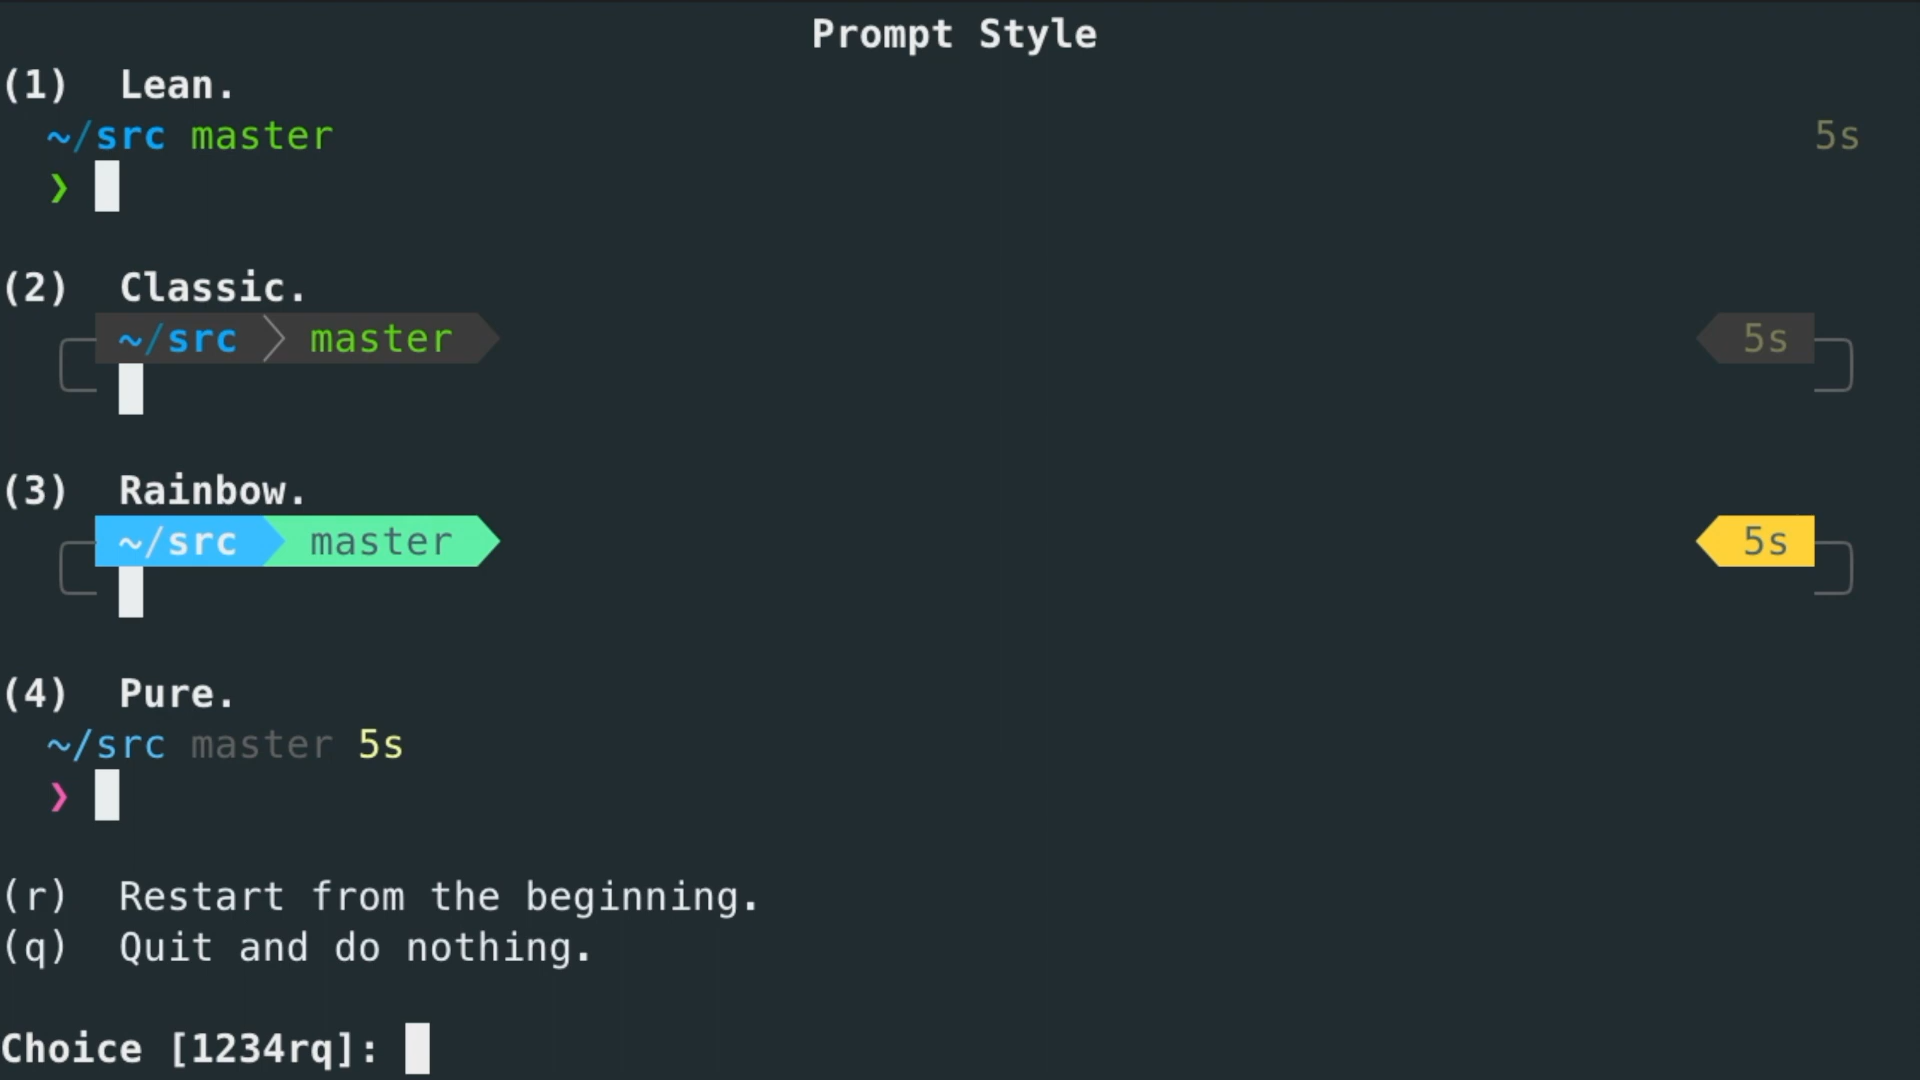 Prompt Style
(1)  Lean.
~/src master 5s
❯
(2)  Classic.
~/src master 5s
(3)  Rainbow.
~/src master 5s
(4)  Pure.
~/src master 5s
❯
(r)  Restart from the beginning.
(q)  Quit and do nothing.
Choice [1234rq]: